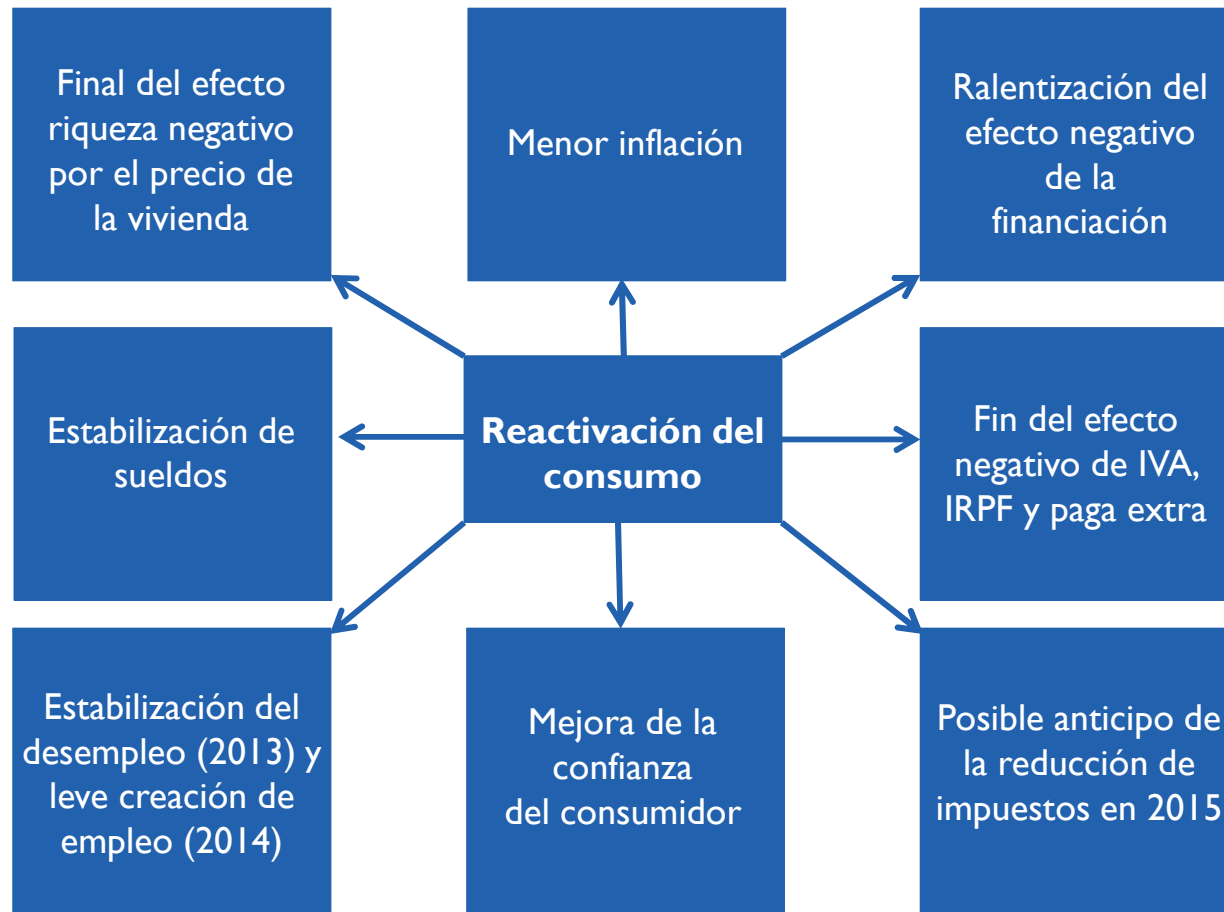 Final del efecto
riqueza negativo
por el precio de
la vivienda
Menor inflación
Ralentización del
efecto negativo
de la
financiación
Estabilización de
sueldos
Reactivación del
consumo
Fin del efecto
negativo de IVA,
IRPF y paga extra
Estabilización del
desempleo (2013) y
leve creación de
empleo (2014)
Mejora de la
confianza
del consumidor
Posible anticipo de
la reducción de
impuestos en 2015